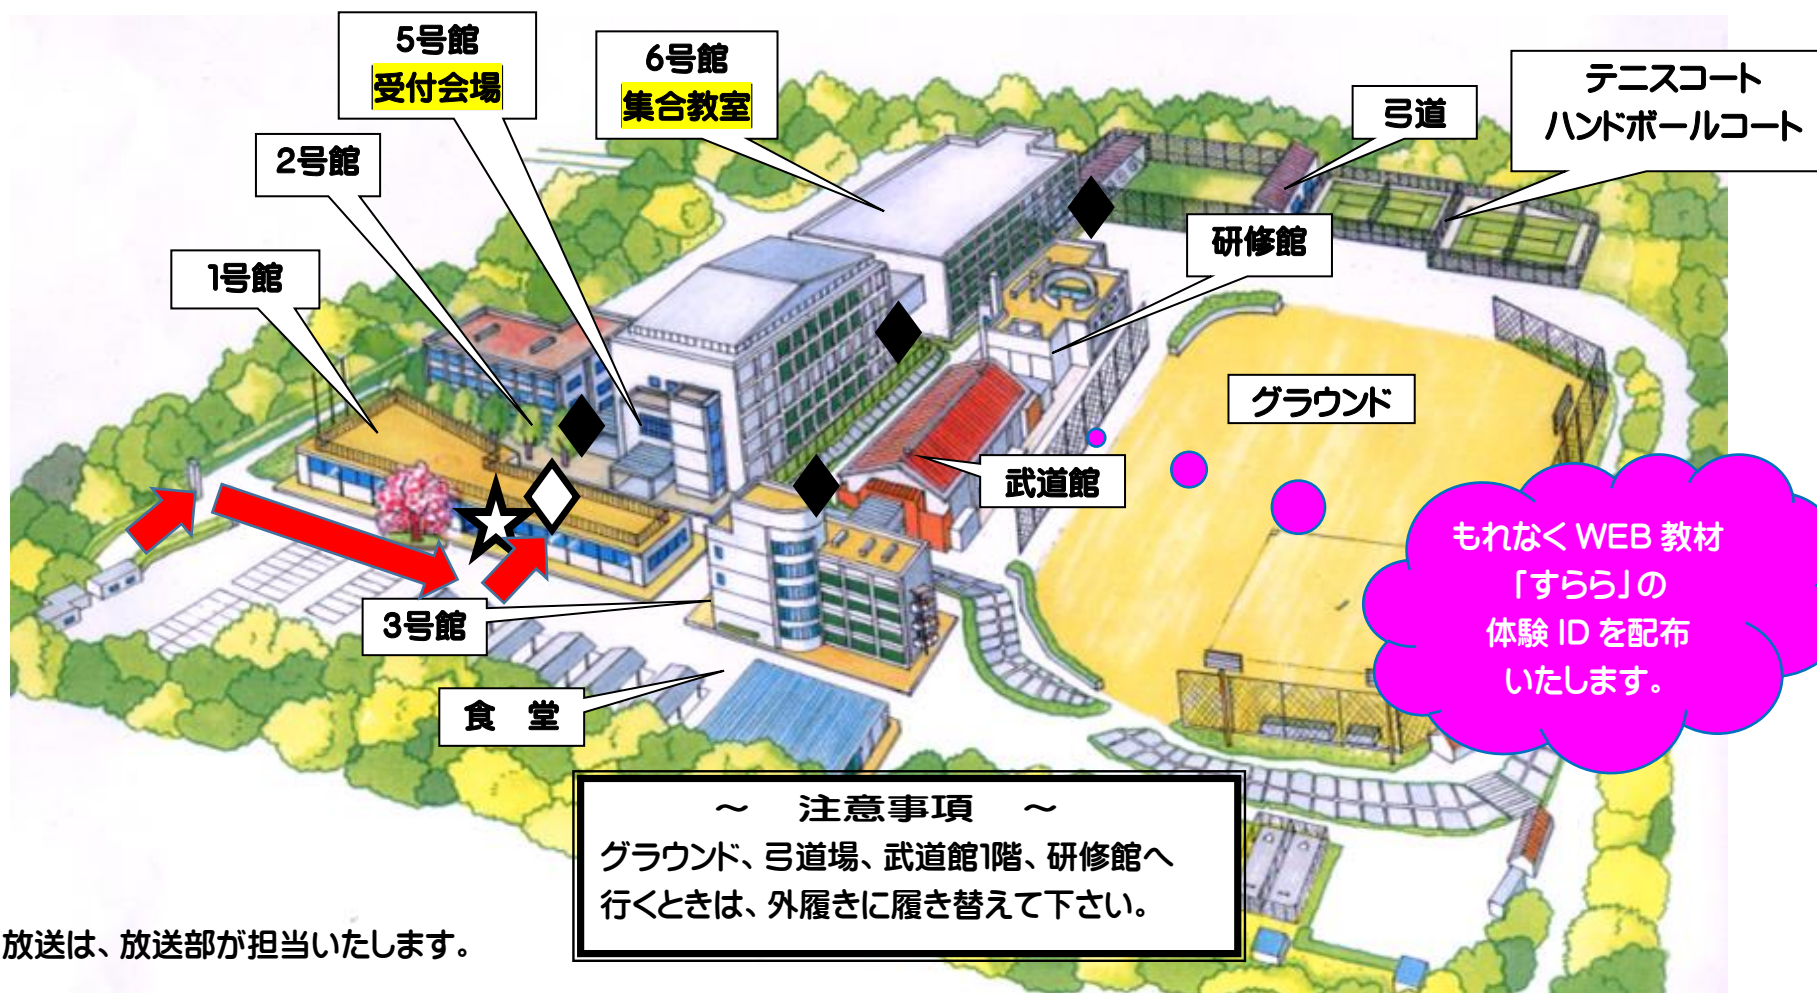 5号館
受付会場
6号館
集合教室
テニスコート
ハンドボールコート
弓道
2号館
研修館
1号館
グラウンド
武道館
もれなく WEB 教材
「すらら」の
体験 ID を配布
いたします。
3号館
食 堂
～ 注意事項 ～
グラウンド、弓道場、武道館1階、研修館へ
行くときは、外履きに履き替えて下さい。
放送は、放送部が担当いたします。